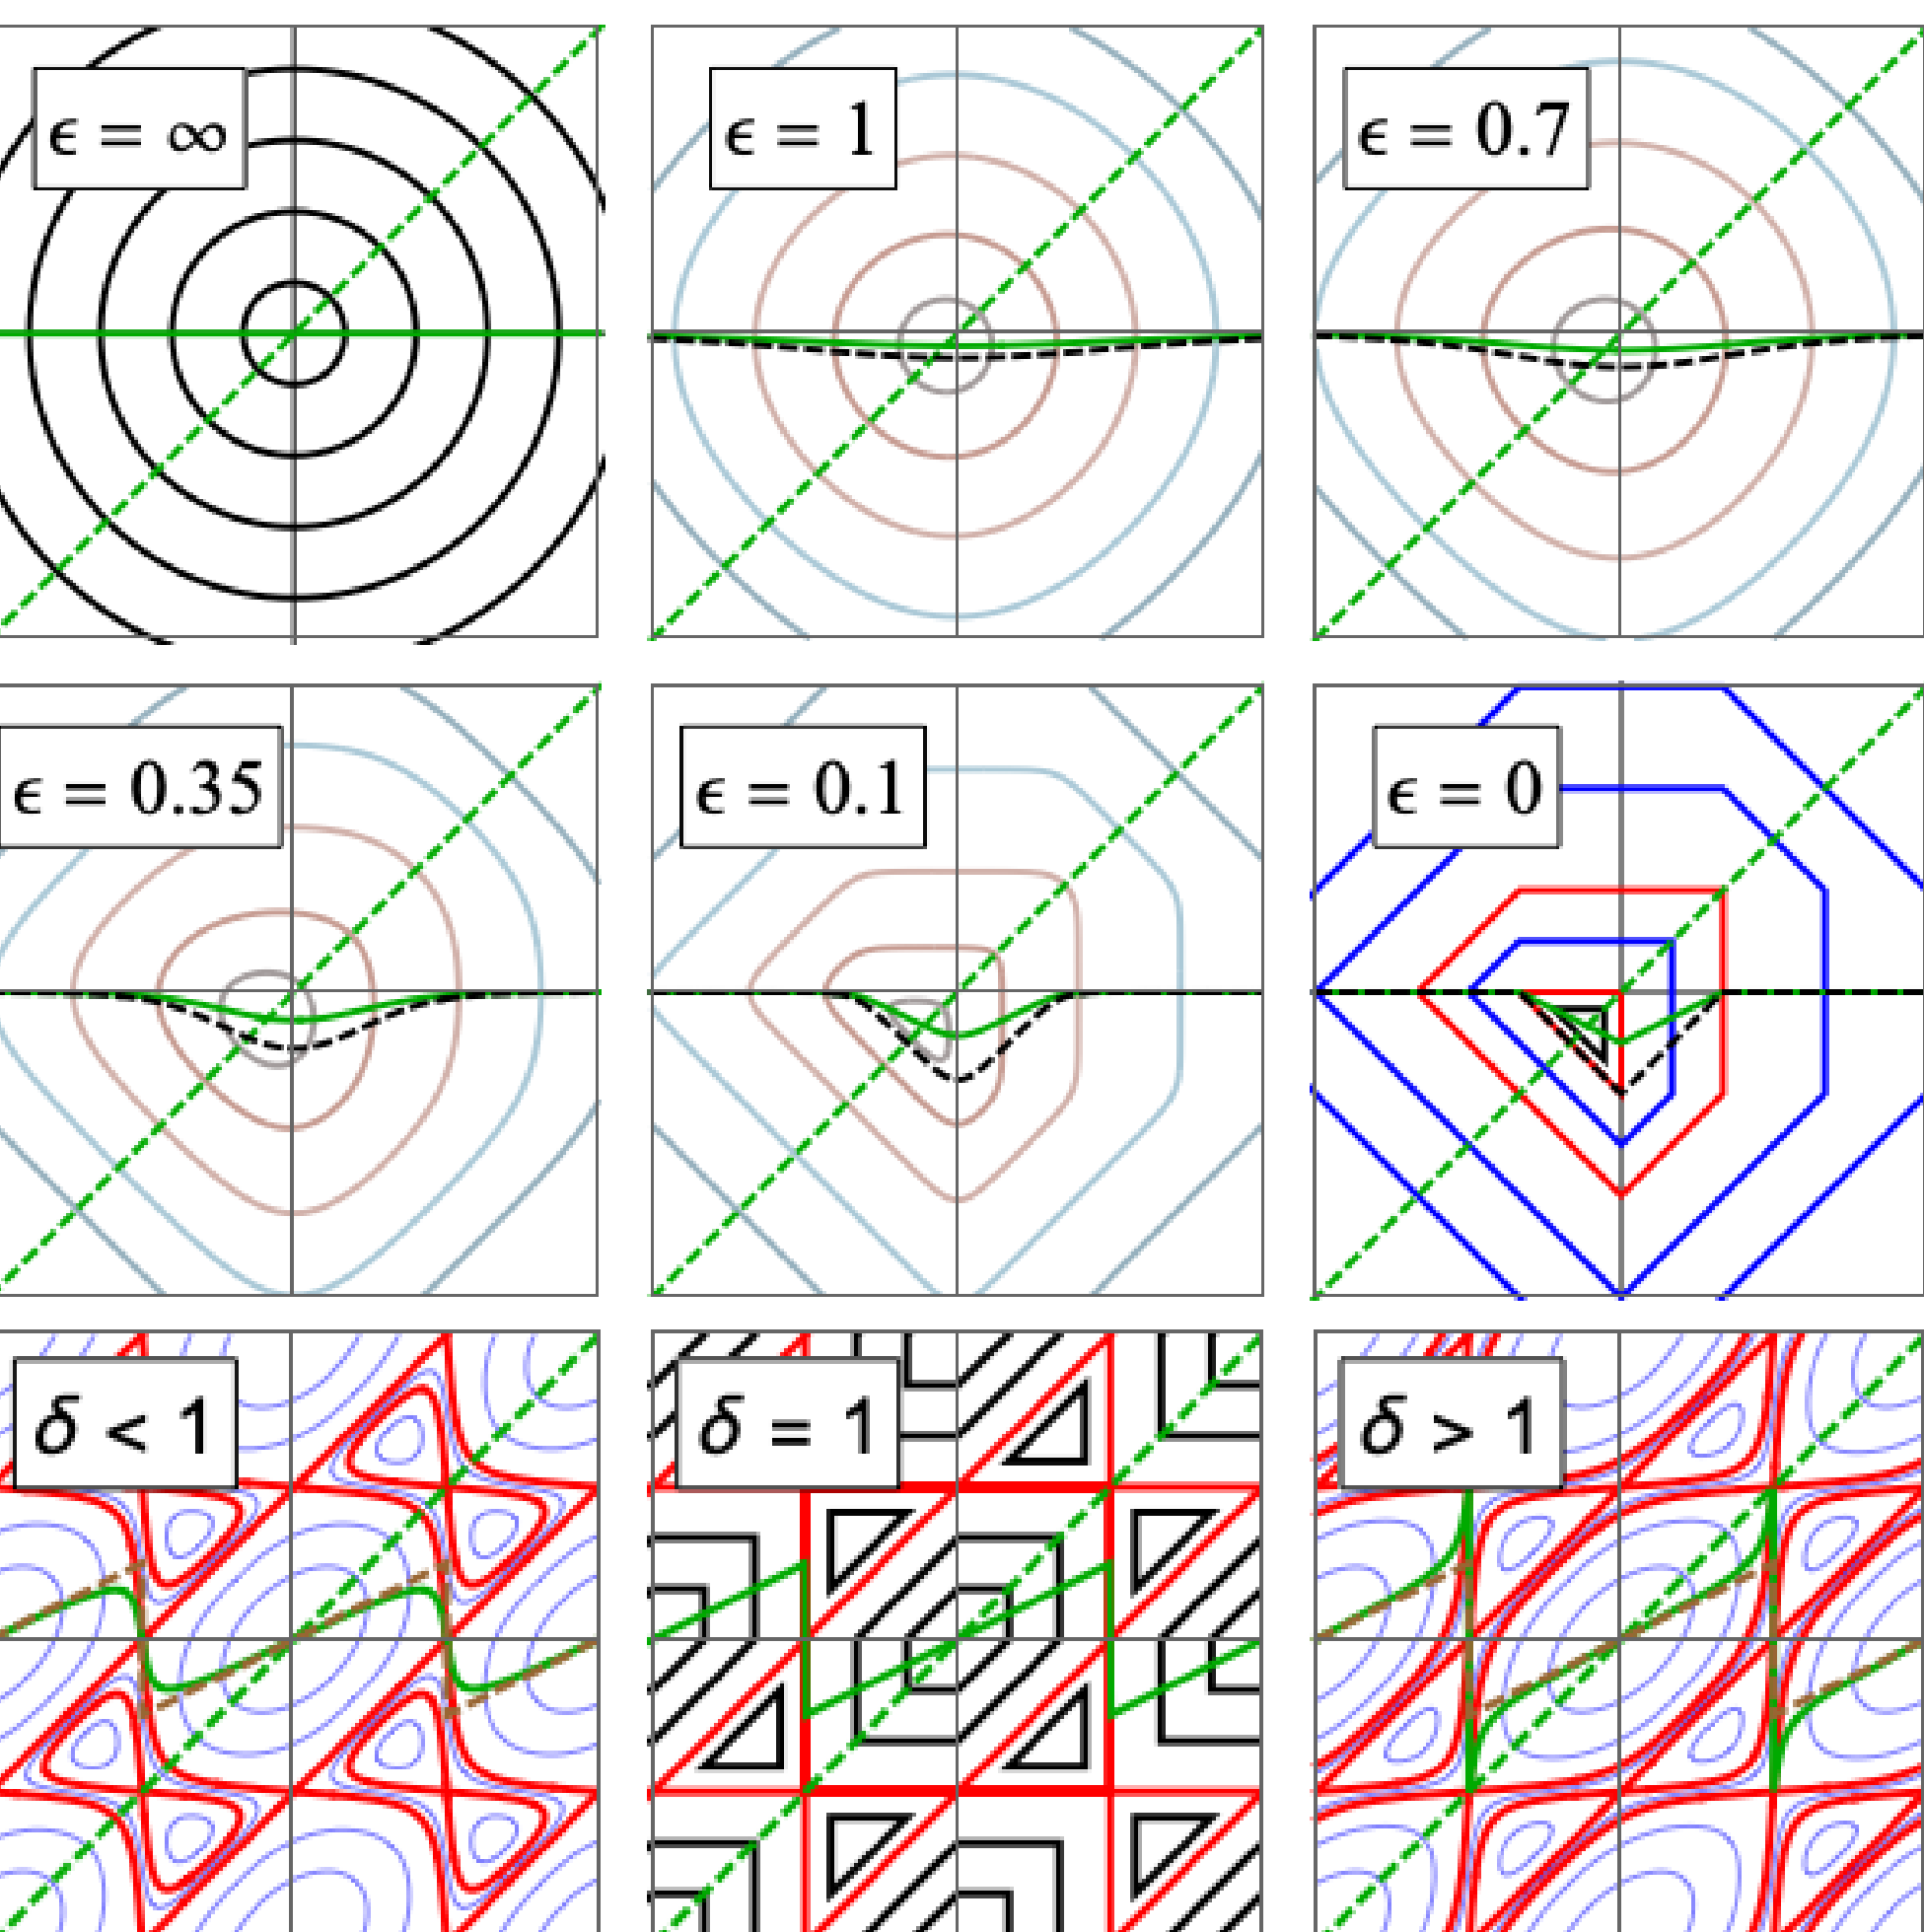 ϵ = ∞
ϵ = 1
ϵ = 0.7
ϵ = 0.35
ϵ = 0.1
ϵ = 0
δ < 1
δ = 1
δ > 1